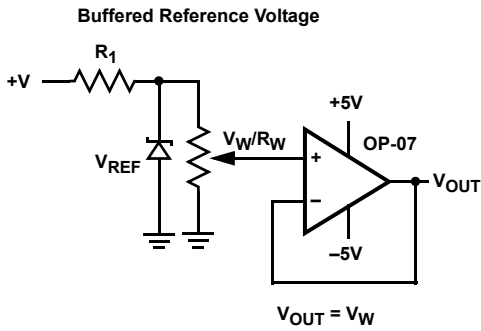 Buffered Reference Voltage
R1
+V
+5V
VW/RW
OP-07
+
VREF
VOUT
–
–5V
VOUT = VW